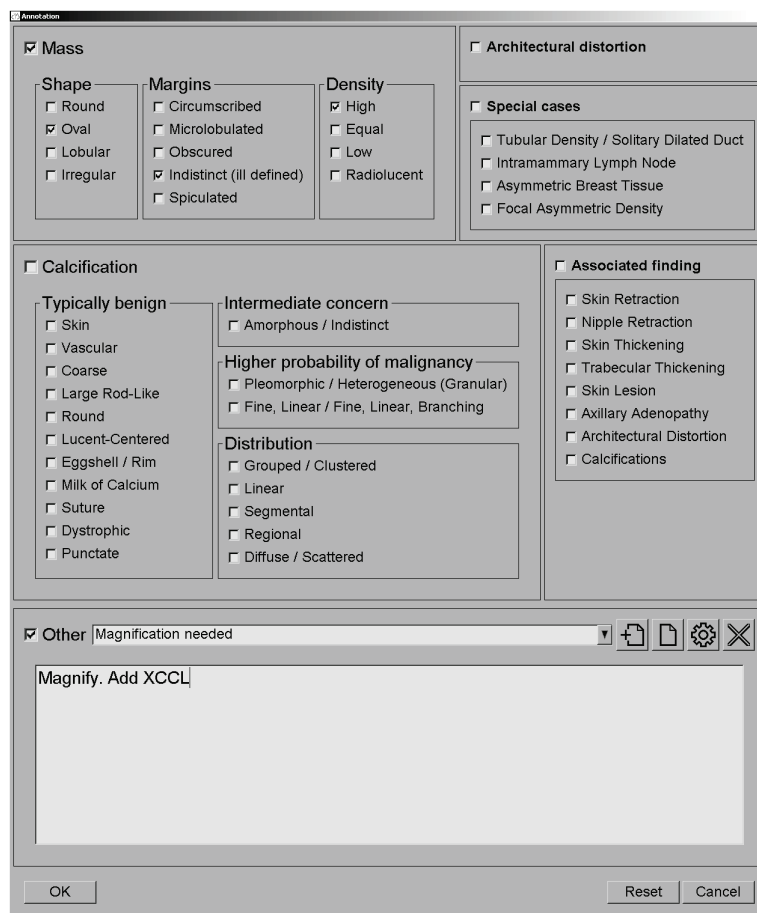 Annotation
Mass
Shape
Round
Oval
Lobular
Irregular
Margins
Circumscribed
Microlobulated
Obscured
Indistinct (ill defined)
Spiculated
Density
High
Equal
Low
Radiolucent
Architectural distortion
Special cases
Tubular Density / Solitary Dilated Duct
Intramammary Lymph Node
Asymmetric Breast Tissue
Focal Asymmetric Density
Calcification
Typically benign
Skin
Vascular
Coarse
Large Rod-Like
Round
Lucent-Centered
Eggshell / Rim
Milk of Calcium
Suture
Dystrophic
Punctate
Intermediate concern
Amorphous / Indistinct
Higher probability of malignancy
Pleomorphic / Heterogeneous (Granular)
Fine, Linear / Fine, Linear, Branching
Distribution
Grouped / Clustered
Linear
Segmental
Regional
Diffuse / Scattered
Associated finding
Skin Retraction
Nipple Retraction
Skin Thickening
Trabecular Thickening
Skin Lesion
Axillary Adenopathy
Architectural Distortion
Calcifications
Other Magnification needed
Magnify. Add XCCL
OK Reset Cancel